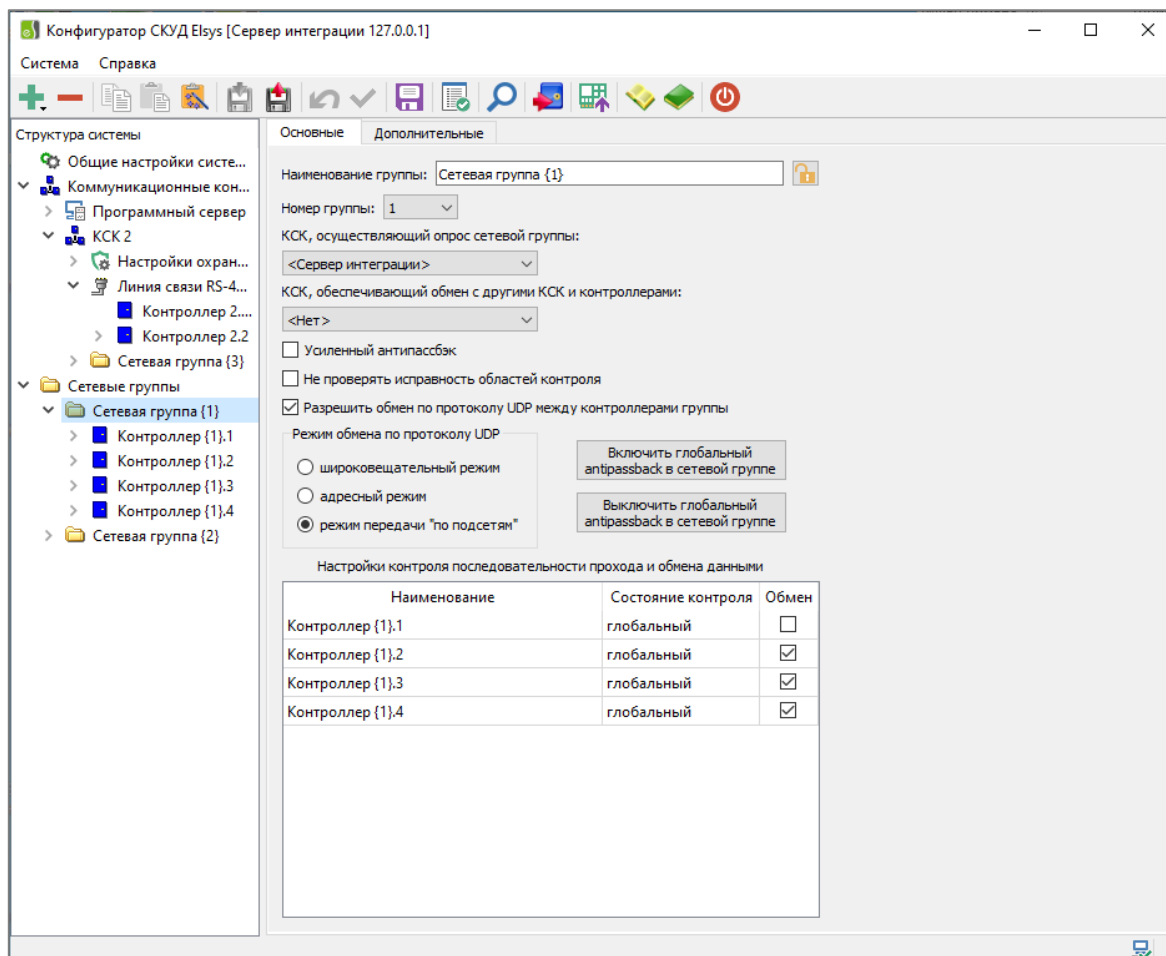 Конфигуратор СКУД Elsys [Сервер интеграции 127.0.0.1]
Система Справка
Структура системы
Общие настройки систе...
Коммуникационные кон...
Программный сервер
КСК 2
Настройки охран...
Линия связи RS-4...
Контроллер 2....
Контроллер 2.2
Сетевая группа {3}
Сетевые группы
Сетевая группа {1}
Контроллер {1}.1
Контроллер {1}.2
Контроллер {1}.3
Контроллер {1}.4
Сетевая группа {2}
Основные Дополнительные
Наименование группы: Сетевая группа {1}
Номер группы: 1
КСК, осуществляющий опрос сетевой группы:
<Сервер интеграции>
КСК, обеспечивающий обмен с другими КСК и контроллерами:
<Нет>
Усиленный антипассбэк
Не проверять исправность областей контроля
Разрешить обмен по протоколу UDP между контроллерами группы
Режим обмена по протоколу UDP
широковещательный режим
адресный режим
режим передачи "по подсетям"
Включить глобальный
antipassback в сетевой группе
Выключить глобальный
antipassback в сетевой группе
Настройки контроля последовательности прохода и обмена данными
Наименование Состояние контроля Обмен
Контроллер {1}.1 глобальный
Контроллер {1}.2 глобальный
Контроллер {1}.3 глобальный
Контроллер {1}.4 глобальный